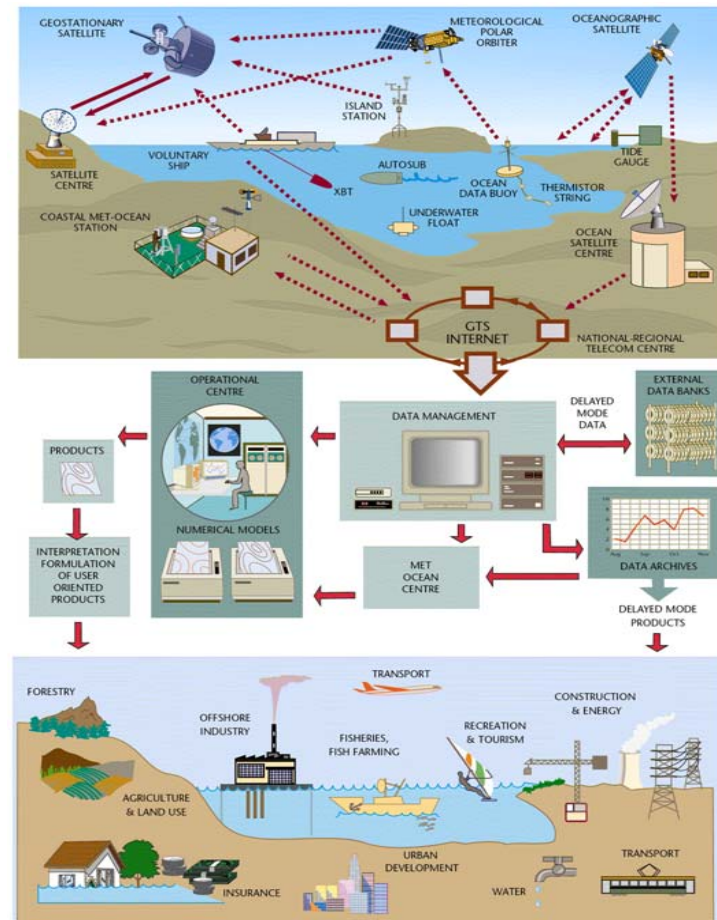 GEOSTATIONARY
SATELLITE
METEOROLOGICAL
POLAR
ORBITER
OCEANOGRAPHIC
SATELLITE
ISLAND
STATION
SATELLITE
CENTRE
VOLUNTARY
SHIP
XBT
AUTOSUB
OCEAN
DATA BUOY
TIDE
GAUGE
THERMISTOR
STRING
COASTAL MET-OCEAN
STATION
UNDERWATER
FLOAT
OCEAN
SATELLITE
CENTRE
GTS
INTERNET
NATIONAL-REGIONAL
TELECOM CENTRE
OPERATIONAL
CENTRE
DATA MANAGEMENT
DELAYED
MODE
DATA
EXTERNAL
DATA BANKS
PRODUCTS
NUMERICAL MODELS
INTERPRETATION
FORMULATION
OF USER
ORIENTED
PRODUCTS
MET
OCEAN
CENTRE
Aug
Sep
Oct
Nov
DATA ARCHIVES
DELAYED MODE
PRODUCTS
FORESTRY
OFFSHORE
INDUSTRY
TRANSPORT
FISHERIES,
FISH FARMING
RECREATION
& TOURISM
CONSTRUCTION
& ENERGY
AGRICULTURE
& LAND USE
INSURANCE
URBAN
DEVELOPMENT
WATER
TRANSPORT